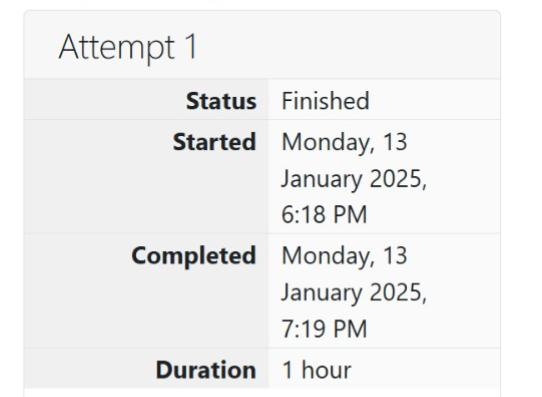 Attempt 1
Status Finished
Started Monday, 13
January 2025,
6:18 PM
Completed Monday, 13
January 2025,
7:19 PM
Duration 1 hour